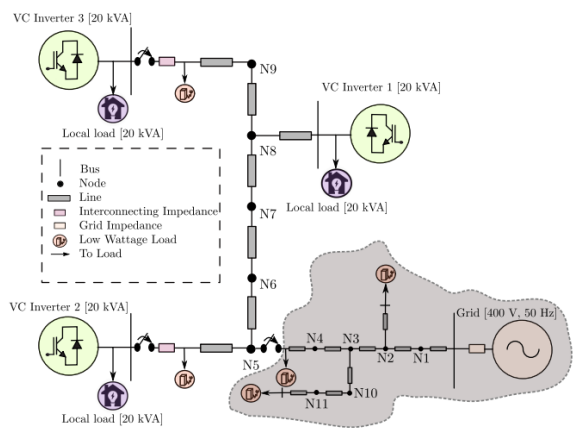 VC Inverter 3 [20 kVA]
N9
Local load [20 kVA]
VC Inverter 1 [20 kVA]
N8
Local load [20 kVA]
Bus
Node
Line
Interconnecting Impedance
Grid Impedance
Low Wattage Load
To Load
N7
N6
VC Inverter 2 [20 kVA]
Local load [20 kVA]
N5
Grid [400 V, 50 Hz]
N4
N3
N2
N1
N11
N10